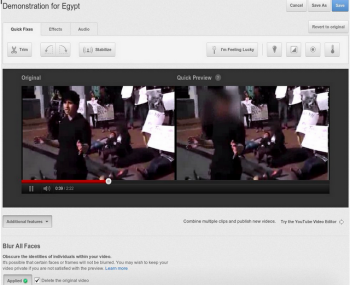 Demonstration for Egypt
Cancel Save As Save
Revert to original
Quick Fixes Effects Audio
Trim Stabilize I'm Feeling Lucky
Original Quick Preview ?
0:39 / 2:22
Additional features
Combine multiple clips and publish new videos. Try the YouTube Video Editor
Blur All Faces
Obscure the identities of individuals within your video.
It's possible that certain faces or frames will not be blurred. You may wish to keep your
video private if you are not satisfied with the preview. Learn more
Applied Delete the original video